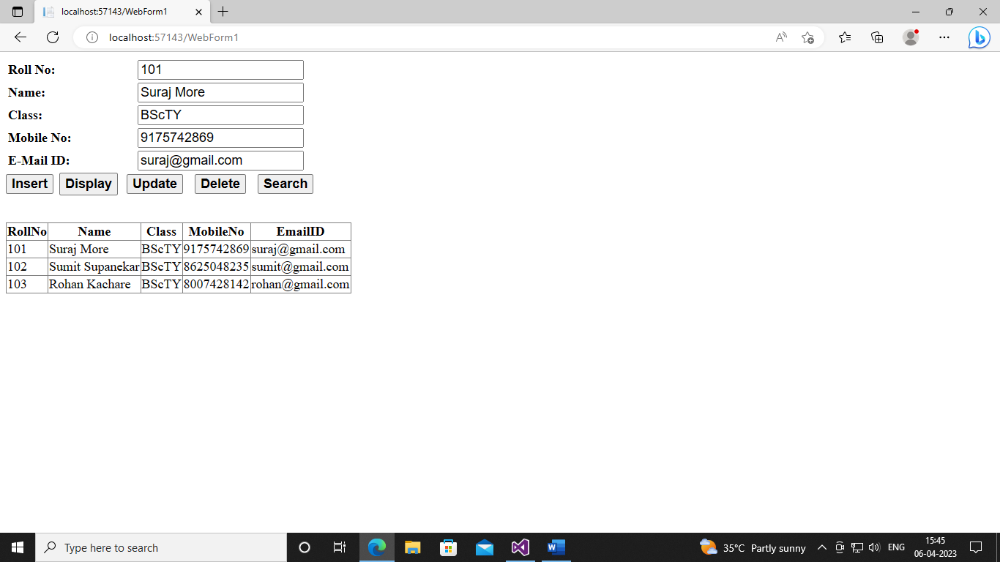 localhost:57143/WebForm1
localhost:57143/WebForm1
Roll No: 101
Name: Suraj More
Class: BScTY
Mobile No: 9175742869
E-Mail ID: suraj@gmail.com
Insert Display Update Delete Search
RollNo Name Class MobileNo EmailID
101 Suraj More BScTY 9175742869 suraj@gmail.com
102 Sumit Supanekar BScTY 8625048235 sumit@gmail.com
103 Rohan Kachare BScTY 8007428142 rohan@gmail.com
Type here to search 35°C Partly sunny ENG 15:45
06-04-2023